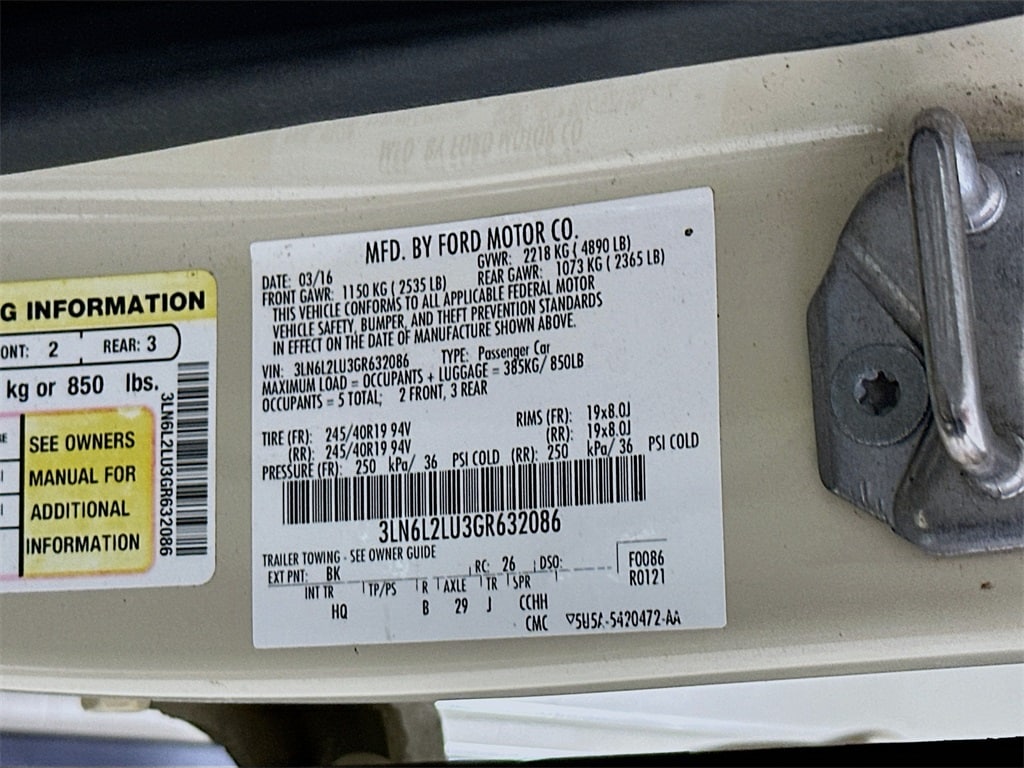 G INFORMATION
ONT: 2 REAR: 3
kg or 850 lbs.
SEE OWNERS
MANUAL FOR
ADDITIONAL
INFORMATION
3LN6L2LU3GR632086
MFD. BY FORD MOTOR CO.
DATE: 03/16 GVWR: 2218 KG ( 4890 LB)
FRONT GAWR: 1150 KG ( 2535 LB) REAR GAWR: 1073 KG ( 2365 LB)
THIS VEHICLE CONFORMS TO ALL APPLICABLE FEDERAL MOTOR
VEHICLE SAFETY, BUMPER, AND THEFT PREVENTION STANDARDS
IN EFFECT ON THE DATE OF MANUFACTURE SHOWN ABOVE.
VIN: 3LN6L2LU3GR632086 TYPE: Passenger Car
MAXIMUM LOAD = OCCUPANTS + LUGGAGE = 385KG/ 850LB
OCCUPANTS = 5 TOTAL; 2 FRONT, 3 REAR
TIRE (FR): 245/40R19 94V RIMS (FR): 19x8.0J
(RR): 245/40R19 94V (RR): 19x8.0J
PRESSURE (FR): 250 kPa/ 36 PSI COLD (RR): 250 kPa/ 36 PSI COLD
3LN6L2LU3GR632086
TRAILER TOWING - SEE OWNER GUIDE
EXT PNT: BK RC: 26 DSO: F0086
INT TR TP/PS R AXLE TR SPR R0121
HQ B 29 J CCHH
CMC ▽5U5A-5420472-AA